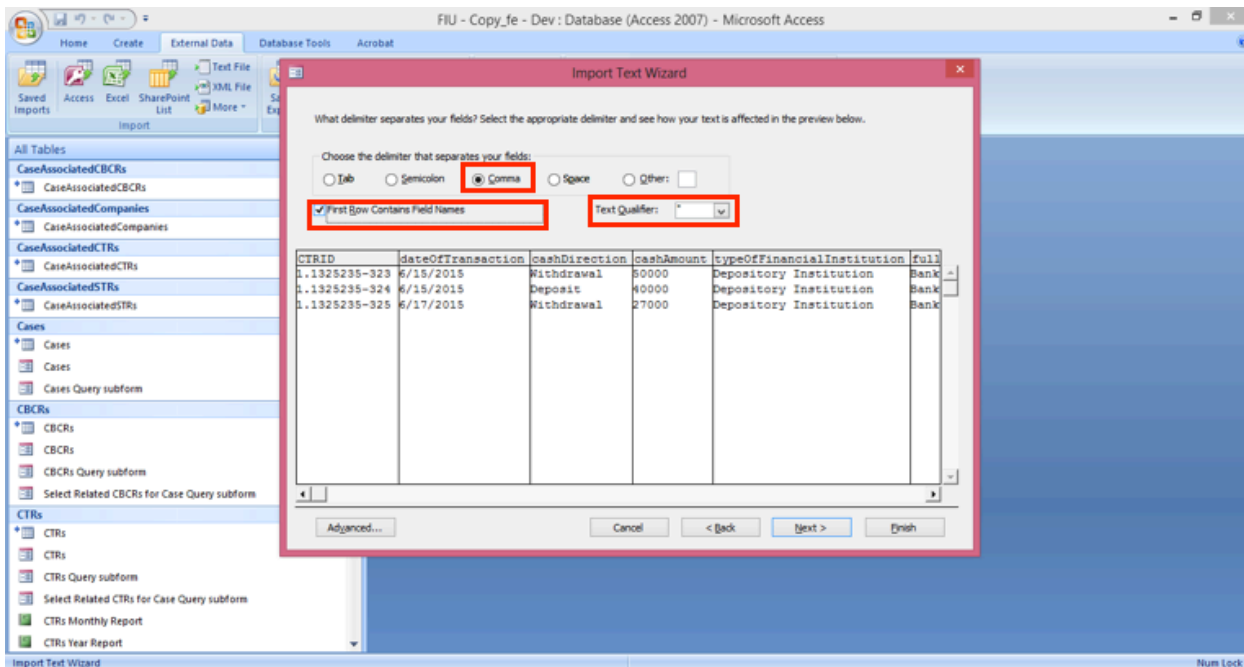 FIU - Copy_fe - Dev : Database (Access 2007) - Microsoft Access
Home Create External Data Database Tools Acrobat
Saved Imports
Access
Excel
SharePoint List
Text File
XML File
More
Import
All Tables
CaseAssociatedCBCRs
CaseAssociatedCBCRs
CaseAssociatedCompanies
CaseAssociatedCompanies
CaseAssociatedCTRs
CaseAssociatedCTRs
CaseAssociatedSTRs
CaseAssociatedSTRs
Cases
Cases
Cases
Cases Query subform
CBCRs
CBCRs
CBCRs
CBCRs Query subform
Select Related CBCRs for Case Query subform
CTRs
CTRs
CTRs
CTRs Query subform
Select Related CTRs for Case Query subform
CTRs Monthly Report
CTRs Year Report
Import Text Wizard
What delimiter separates your fields? Select the appropriate delimiter and see how your text is affected in the preview below.
Choose the delimiter that separates your fields:
Tab Semicolon Comma Space Other:
First Row Contains Field Names Text Qualifier: "
CTRID dateOfTransaction cashDirection cashAmount typeOfFinancialInstitution full
1.1325235-323 6/15/2015 Withdrawal 50000 Depository Institution Bank
1.1325235-324 6/15/2015 Deposit 40000 Depository Institution Bank
1.1325235-325 6/17/2015 Withdrawal 27000 Depository Institution Bank
Advanced... Cancel < Back Next > Finish
Import Text Wizard Num Lock